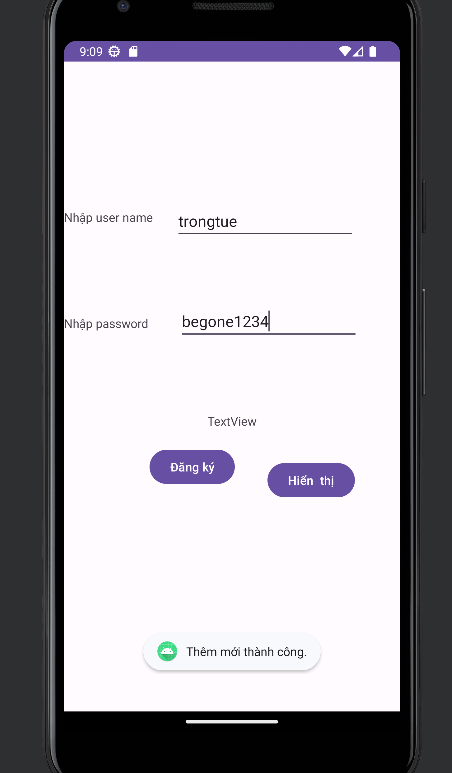 9:09
Nhập user name
trongtue
Nhập password
begone1234
TextView
Đăng ký
Hiển thị
Thêm mới thành công.